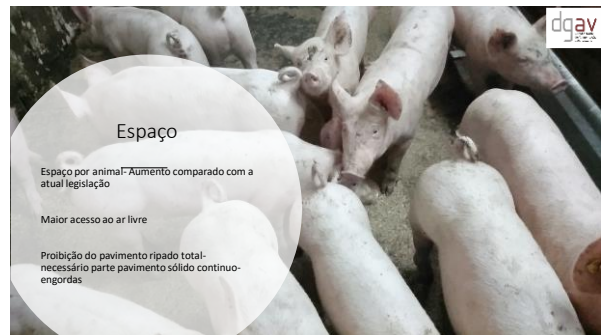 dgav
Espaço
Espaço por animal- Aumento comparado com a
atual legislação
Maior acesso ao ar livre
Proibição do pavimento ripado total-
necessário parte pavimento sólido continuo-
engordas